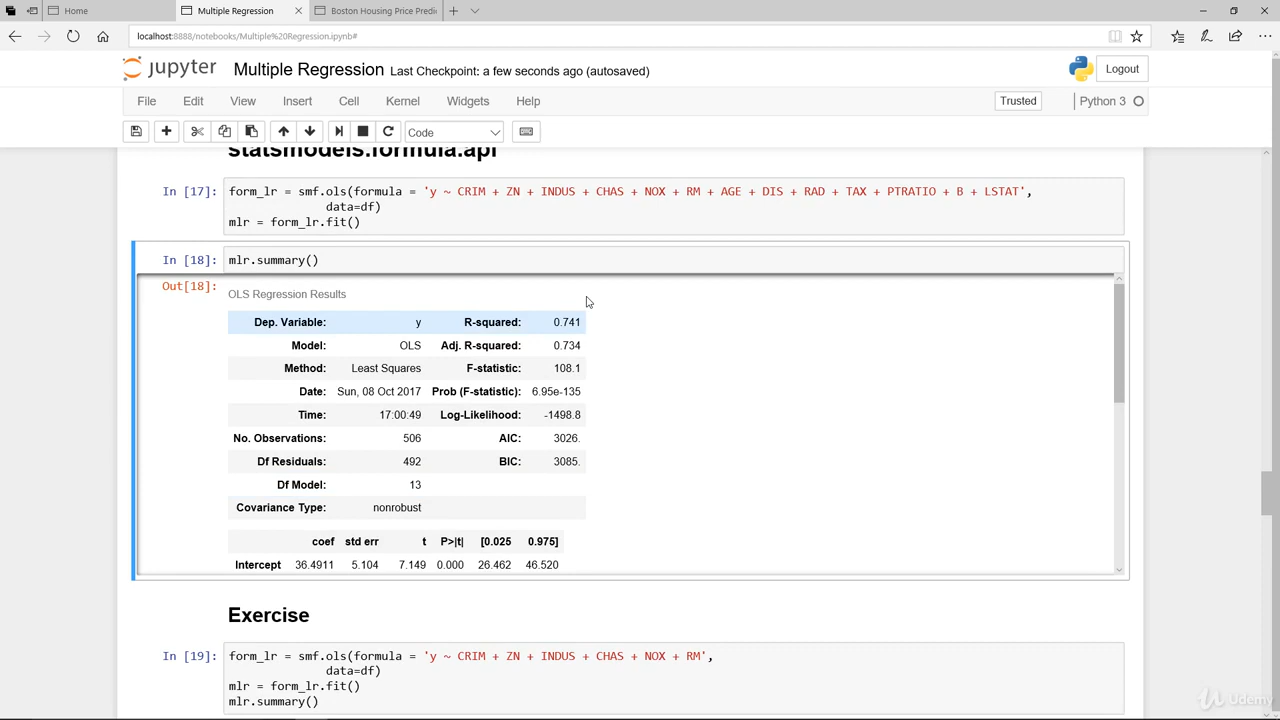 Home
Multiple Regression
Boston Housing Price Predi
localhost:8888/notebooks/Multiple%20Regression.ipynb#
jupyter Multiple Regression Last Checkpoint: a few seconds ago (autosaved)
Logout
File Edit View Insert Cell Kernel Widgets Help
Trusted
Python 3
Code
statsmodels.formula.api
In [17]: form_lr = smf.ols(formula = 'y ~ CRIM + ZN + INDUS + CHAS + NOX + RM + AGE + DIS + RAD + TAX + PTRATIO + B + LSTAT',
data=df)
mlr = form_lr.fit()
In [18]: mlr.summary()
Out[18]:
OLS Regression Results
Dep. Variable: y R-squared: 0.741
Model: OLS Adj. R-squared: 0.734
Method: Least Squares F-statistic: 108.1
Date: Sun, 08 Oct 2017 Prob (F-statistic): 6.95e-135
Time: 17:00:49 Log-Likelihood: -1498.8
No. Observations: 506 AIC: 3026.
Df Residuals: 492 BIC: 3085.
Df Model: 13
Covariance Type: nonrobust
coef std err t P>|t| [0.025 0.975]
Intercept 36.4911 5.104 7.149 0.000 26.462 46.520
Exercise
In [19]: form_lr = smf.ols(formula = 'y ~ CRIM + ZN + INDUS + CHAS + NOX + RM',
data=df)
mlr = form_lr.fit()
mlr.summary()
Udemy